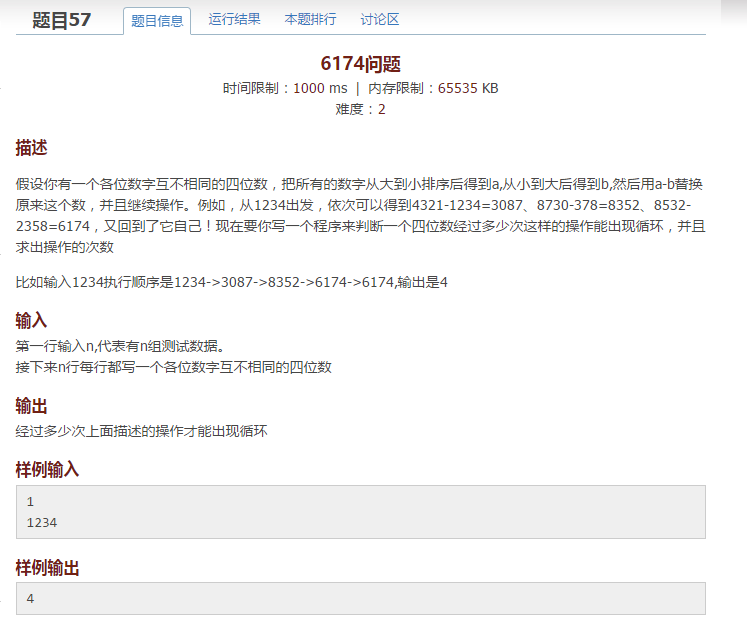 题目57 题目信息 运行结果 本题排行 讨论区
6174问题
时间限制：1000 ms | 内存限制：65535 KB
难度：2
描述
假设你有一个各位数字互不相同的四位数，把所有的数字从大到小排序后得到a,从小到大后得到b,然后用a-b替换
原来这个数，并且继续操作。例如，从1234出发，依次可以得到4321-1234=3087、8730-378=8352、8532-
2358=6174，又回到了它自己！现在要你写一个程序来判断一个四位数经过多少次这样的操作能出现循环，并且
求出操作的次数
比如输入1234执行顺序是1234->3087->8352->6174->6174,输出是4
输入
第一行输入n,代表有n组测试数据。
接下来n行每行都写一个各位数字互不相同的四位数
输出
经过多少次上面描述的操作才能出现循环
样例输入
1
1234
样例输出
4